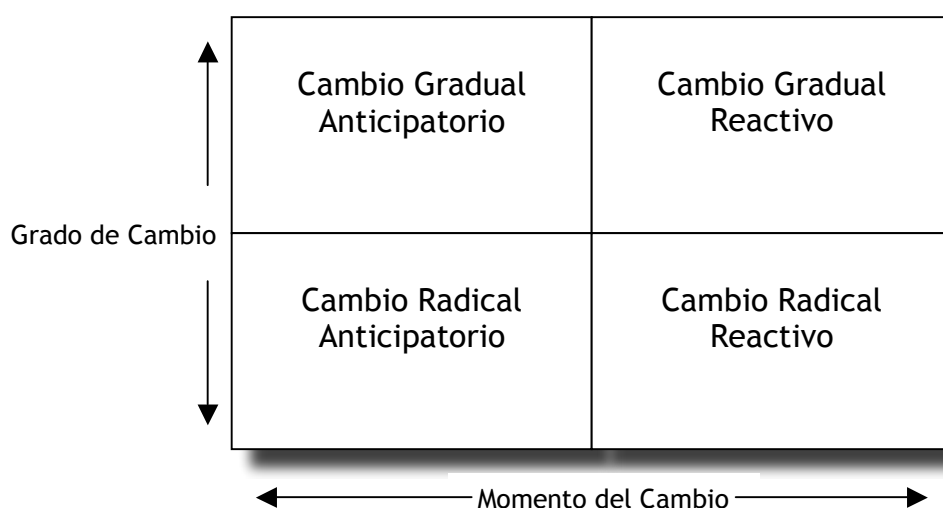 Cambio Gradual
Anticipatorio
Cambio Gradual
Reactivo
Grado de Cambio
Cambio Radical
Anticipatorio
Cambio Radical
Reactivo
Momento del Cambio